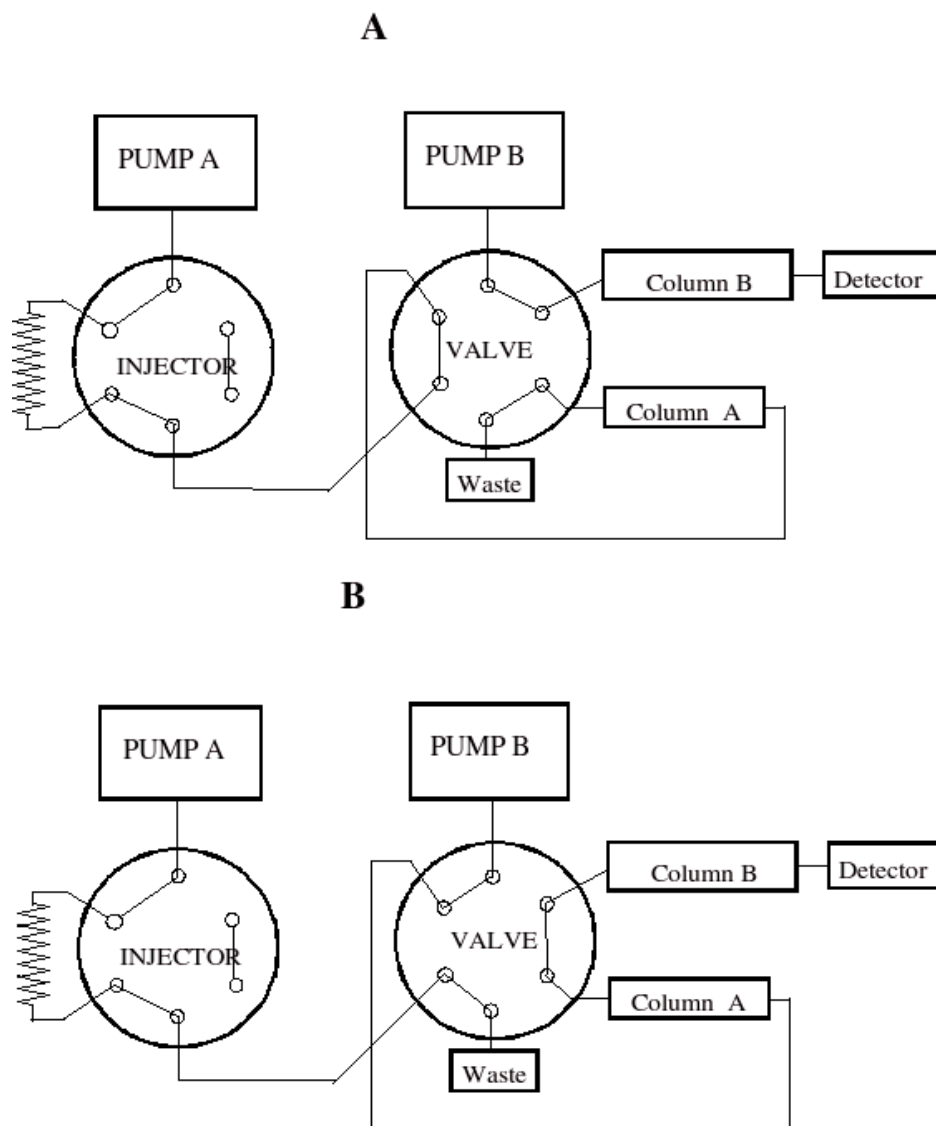 A
PUMP A
PUMP B
Column B
Detector
INJECTOR
VALVE
Column A
Waste
B
PUMP A
PUMP B
Column B
Detector
INJECTOR
VALVE
Column A
Waste